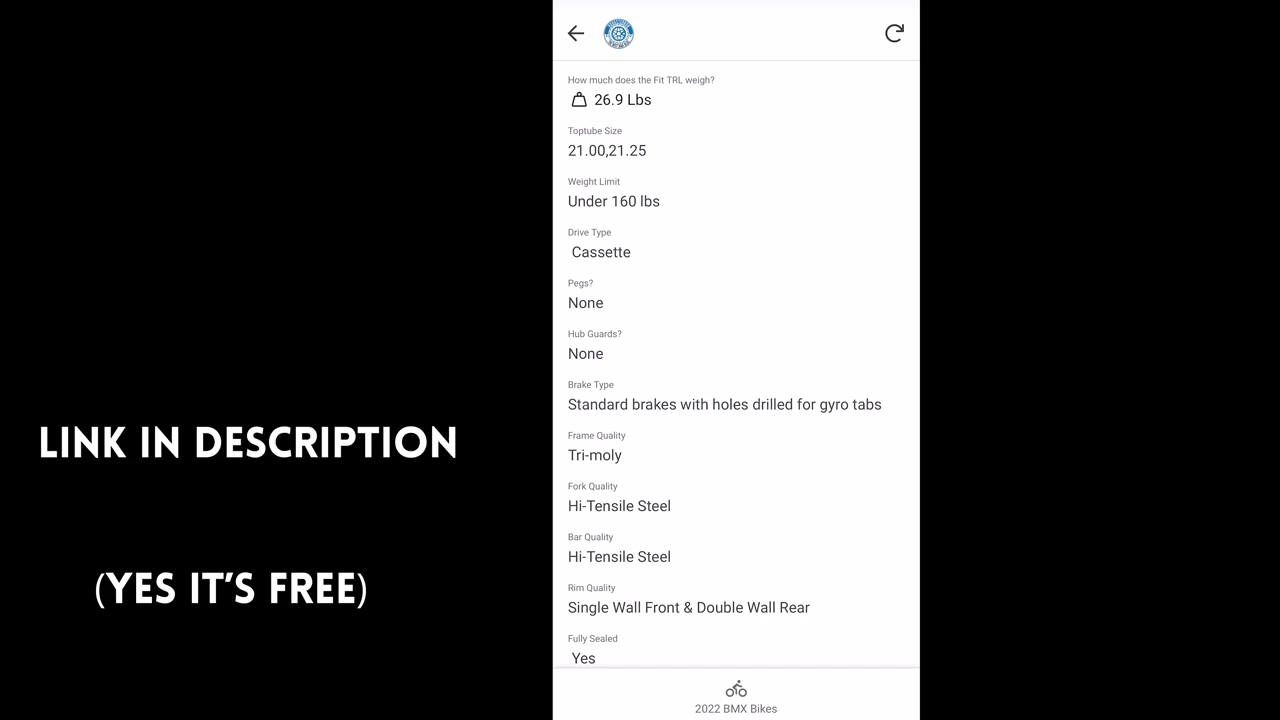 How much does the Fit TRL weigh?
26.9 Lbs
Toptube Size
21.00,21.25
Weight Limit
Under 160 lbs
Drive Type
Cassette
Pegs?
None
Hub Guards?
None
Brake Type
Standard brakes with holes drilled for gyro tabs
Frame Quality
Tri-moly
Fork Quality
Hi-Tensile Steel
Bar Quality
Hi-Tensile Steel
Rim Quality
Single Wall Front & Double Wall Rear
Fully Sealed
Yes
2022 BMX Bikes
LINK IN DESCRIPTION
(YES IT'S FREE)